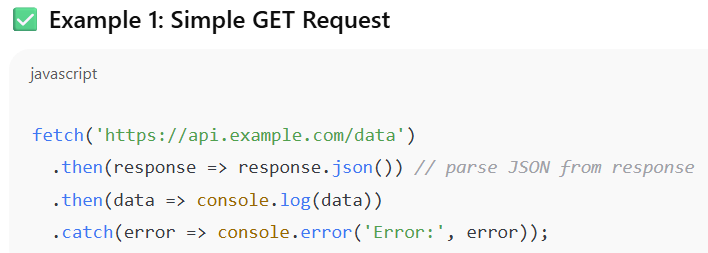 ✅ Example 1: Simple GET Request
javascript
fetch('https://api.example.com/data')
  .then(response => response.json()) // parse JSON from response
  .then(data => console.log(data))
  .catch(error => console.error('Error:', error));